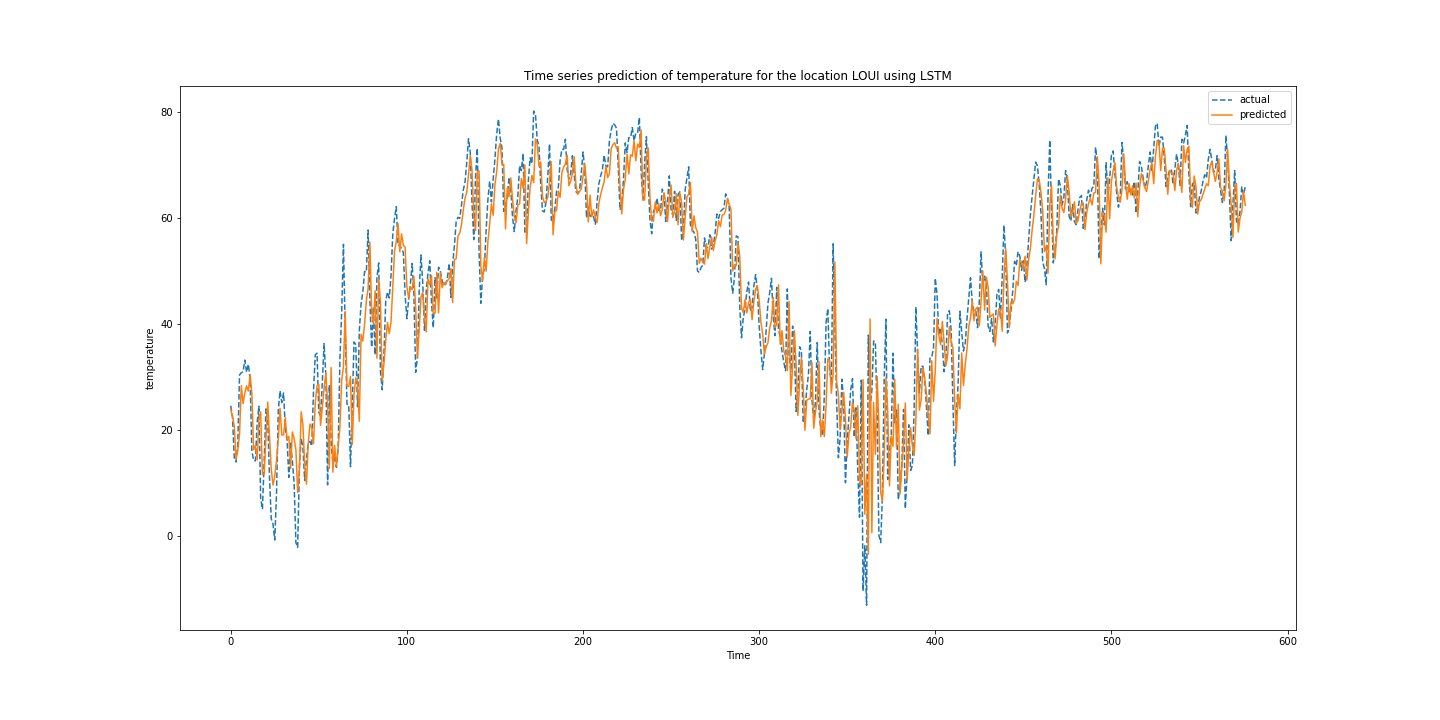 Time series prediction of temperature for the location LOUI using LSTM
actual
predicted
80
60
40
20
0
temperature
0 100 200 300 400 500 600
Time